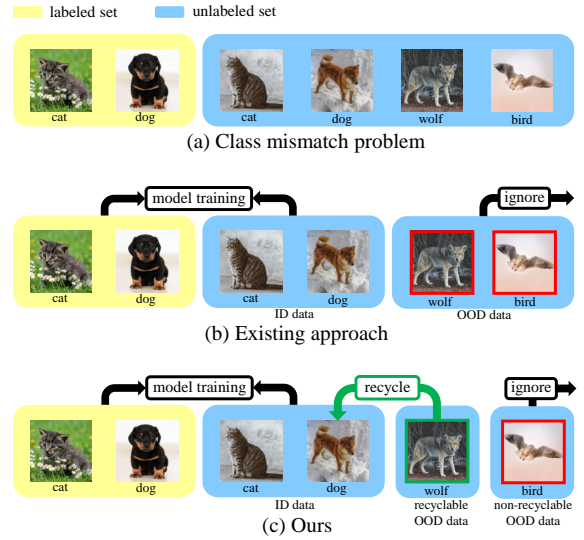 labeled set unlabeled set
cat dog cat dog wolf bird
(a) Class mismatch problem
model training ignore
cat dog cat dog wolf bird
ID data OOD data
(b) Existing approach
model training recycle ignore
cat dog cat dog wolf bird
ID data recyclable OOD data non-recyclable OOD data
(c) Ours